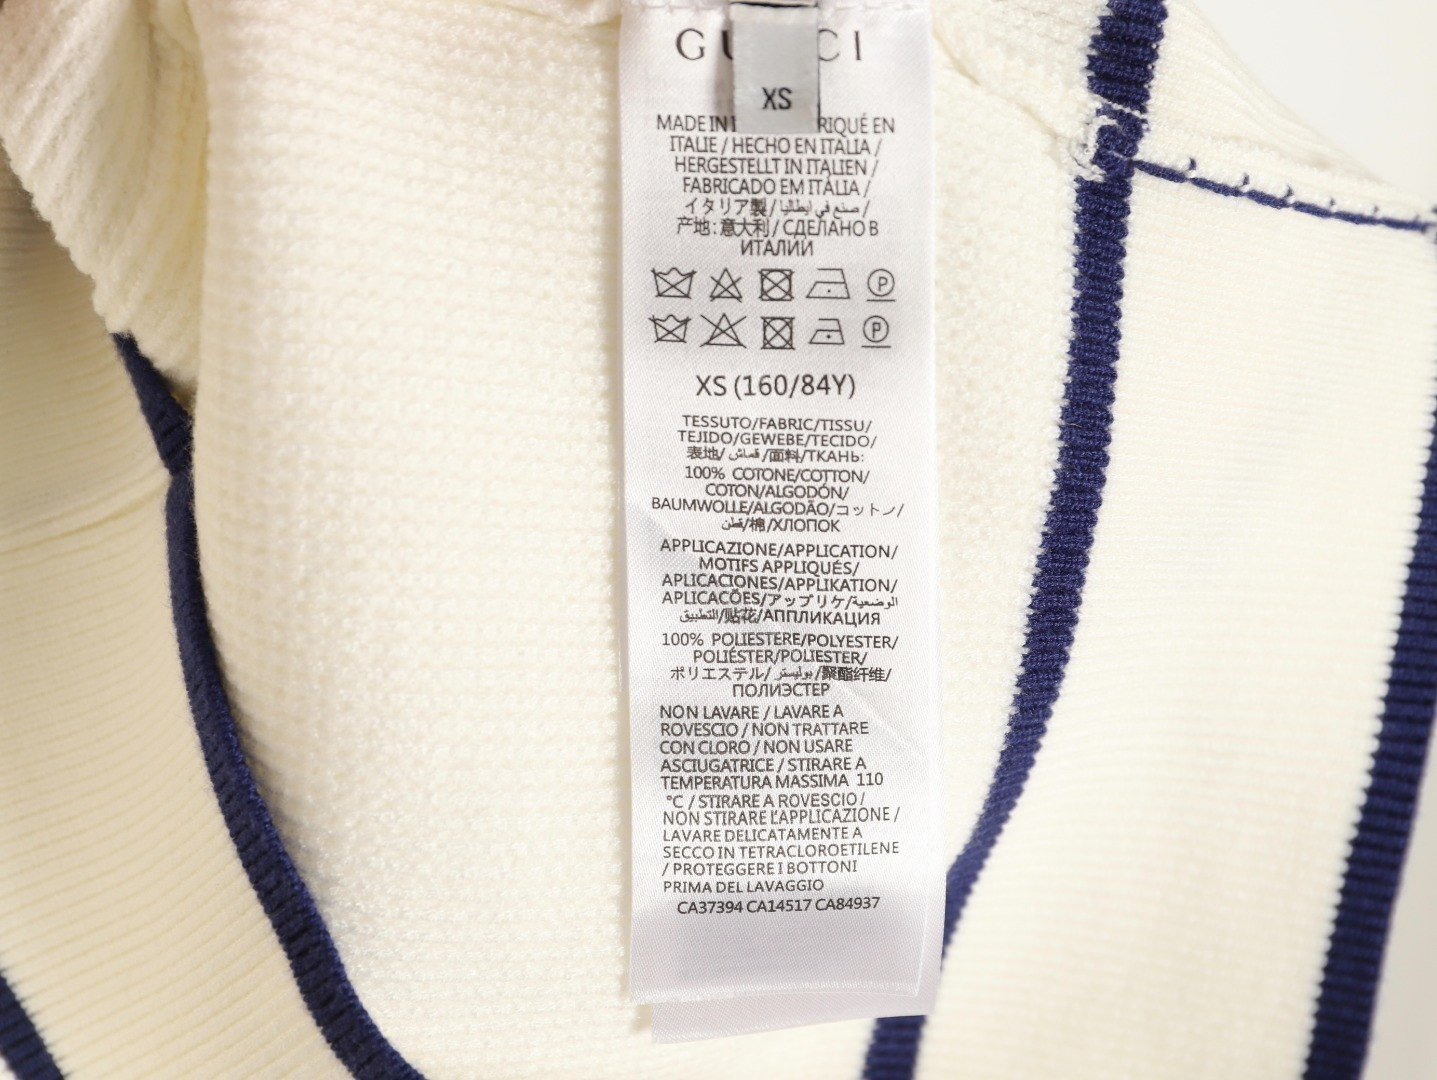 XS
MADE IN
RIQUÉ EN
ITALIE / HECHO EN ITALIA /
HERGESTELLT IN ITALIEN /
FABRICADO EM ITÁLIA /
イタリア製 / صنع في إيطاليا /
产地: 意大利 / СДЕЛАНО В
ИТАЛИИ
P
P
XS (160/84Y)
TESSUTO/FABRIC/TISSU/
TEJIDO/GEWEBE/TECIDO/
表地/ قماش /面料/ТКАНЬ:
100% COTONE/COTTON/
COTON/ALGODÓN/
BAUMWOLLE/ALGODÃO/コットン/
قطن/棉/ХЛОПОК
APPLICAZIONE/APPLICATION/
MOTIFS APPLIQUÉS/
APLICACIONES/APPLIKATION/
APLICAÇÕES/アップリケ/الوضعية
التطبيق/贴花/АППЛИКАЦИЯ
100% POLIESTERE/POLYESTER/
POLIÉSTER/POLIESTER/
ポリエステル/ بوليستر /聚酯纤维/
ПОЛИЭСТЕР
NON LAVARE / LAVARE A
ROVESCIO / NON TRATTARE
CON CLORO / NON USARE
ASCIUGATRICE / STIRARE A
TEMPERATURA MASSIMA 110
°C / STIRARE A ROVESCIO /
NON STIRARE L'APPLICAZIONE /
LAVARE DELICATAMENTE A
SECCO IN TETRACLOROETILENE
/ PROTEGGERE I BOTTONI
PRIMA DEL LAVAGGIO
CA37394 CA14517 CA84937